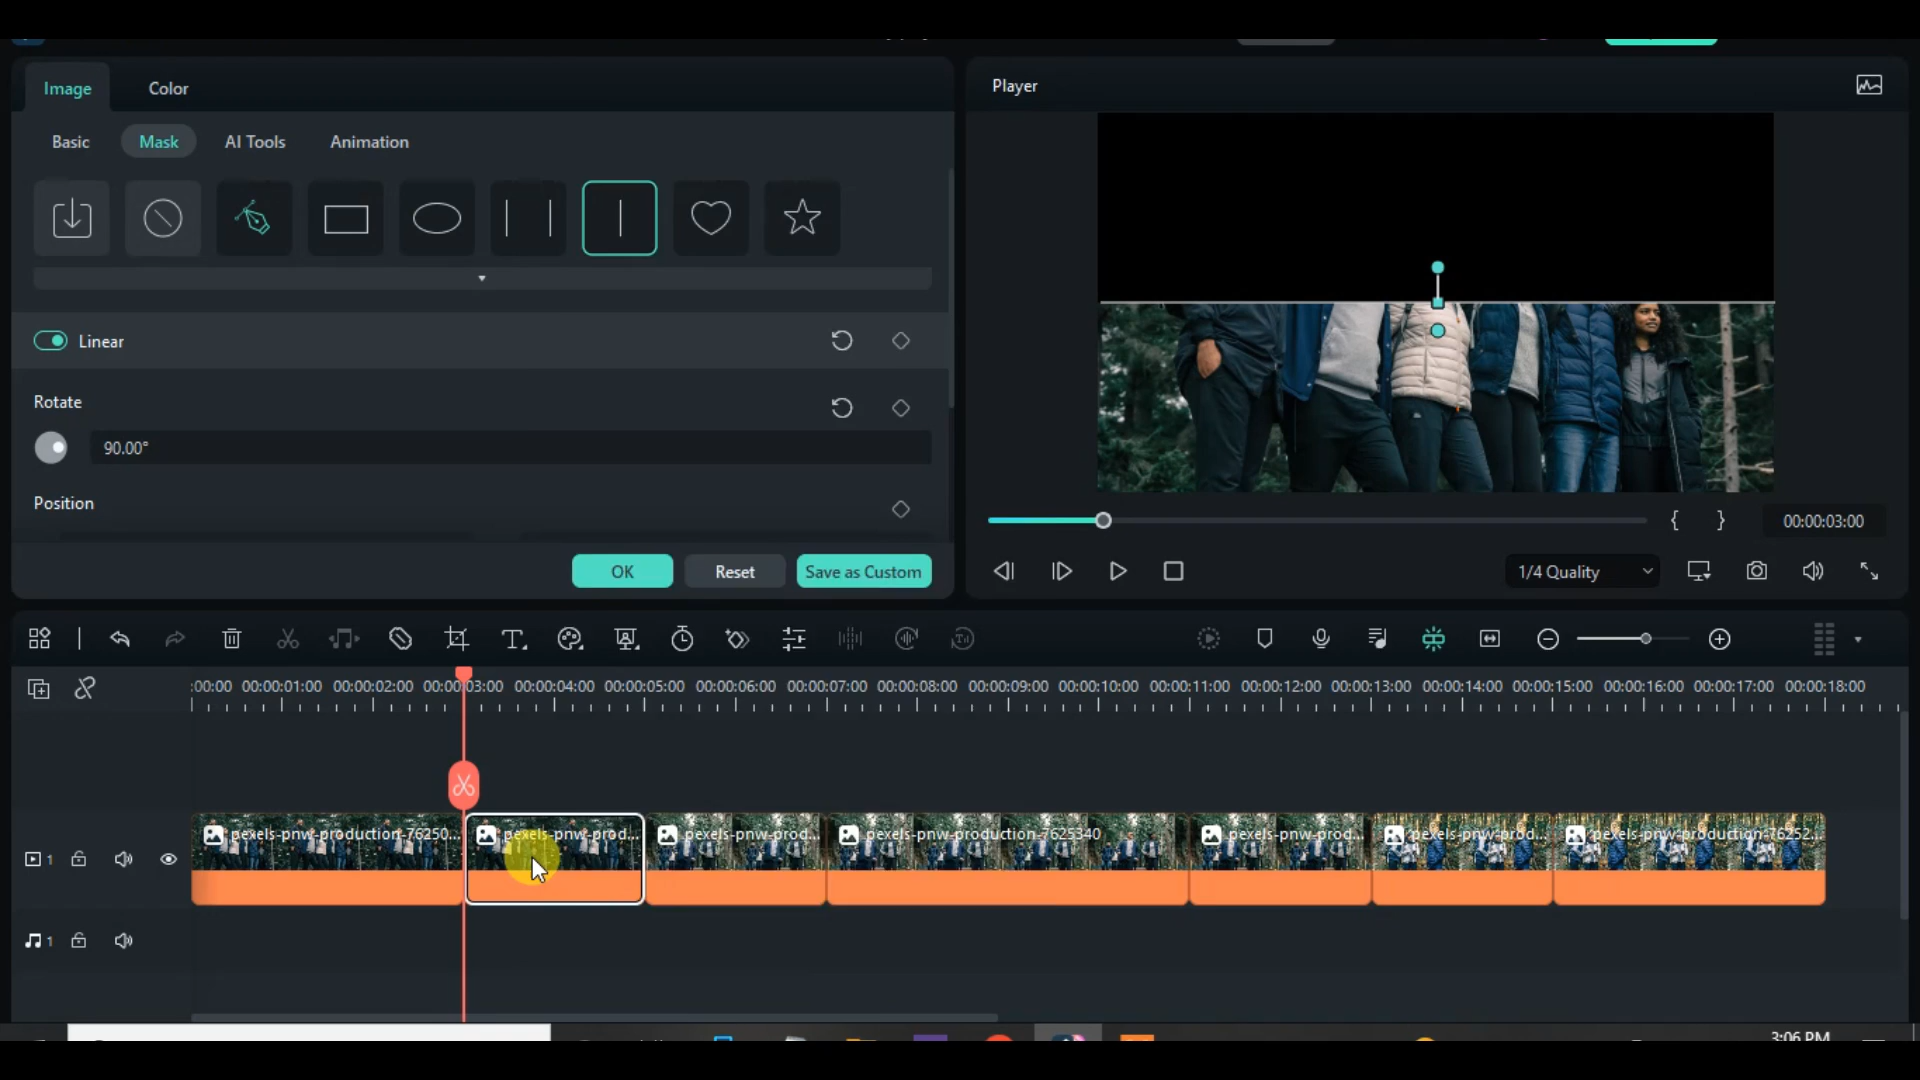 Image Color
Player
Basic Mask AI Tools Animation
Linear
Rotate
90.00°
Position
OK Reset Save as Custom
00:00:03:00
1/4 Quality
:00:00 00:00:01:00 00:00:02:00 00:00:03:00 00:00:04:00 00:00:05:00 00:00:06:00 00:00:07:00 00:00:08:00 00:00:09:00 00:00:10:00 00:00:11:00 00:00:12:00 00:00:13:00 00:00:14:00 00:00:15:00 00:00:16:00 00:00:17:00 00:00:18:00
pexels-pnw-production-76250... pexels-pnw-prod... pexels-pnw-prod... pexels-pnw-production-7625340 pexels-pnw-prod... pexels-pnw-prod... pexels-pnw-production-76252...
1
1
3:06 PM